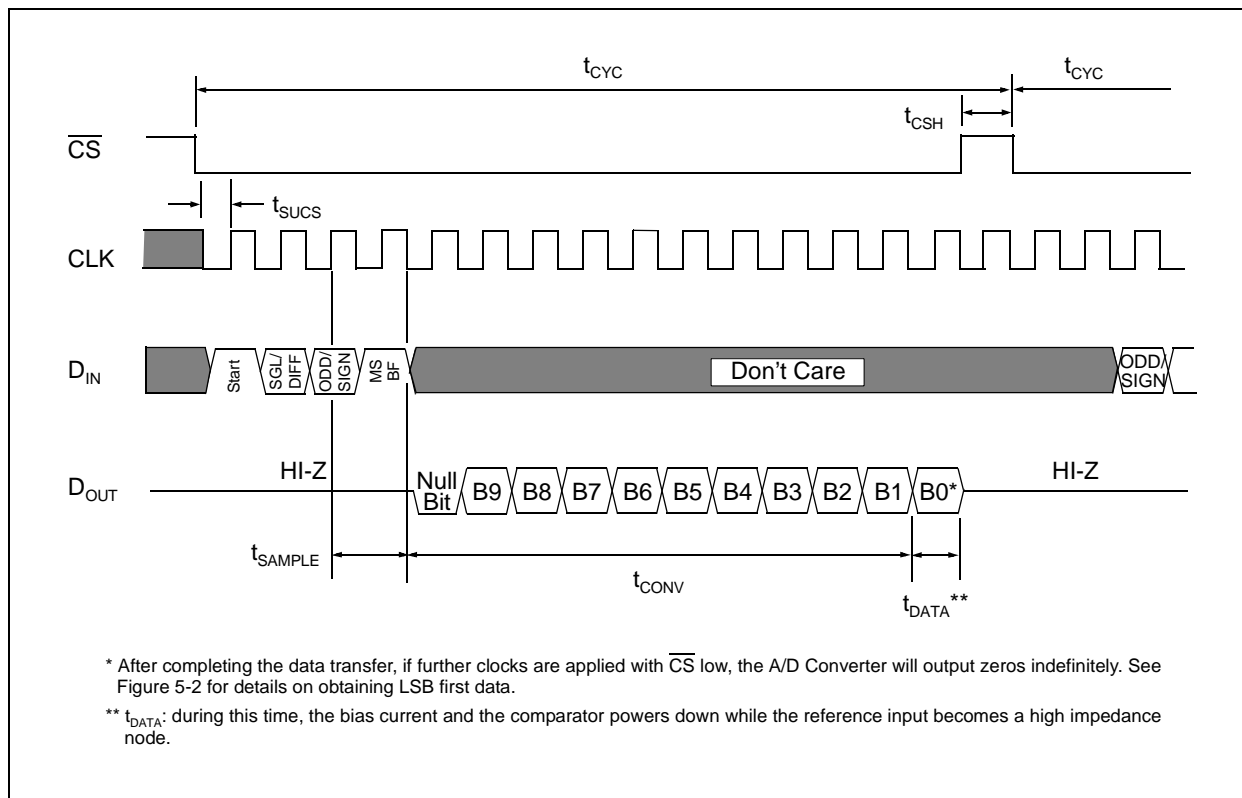 tCYC
tCYC
tCSH
CS
tSUCS
CLK
DIN
Start
SGL/
DIFF
ODD/
SIGN
MS
BF
Don't Care
ODD/
SIGN
HI-Z
HI-Z
DOUT
Null
Bit
B9
B8
B7
B6
B5
B4
B3
B2
B1
B0*
tSAMPLE
tCONV
tDATA**
* After completing the data transfer, if further clocks are applied with CS low, the A/D Converter will output zeros indefinitely. See
Figure 5-2 for details on obtaining LSB first data.
** tDATA: during this time, the bias current and the comparator powers down while the reference input becomes a high impedance
node.